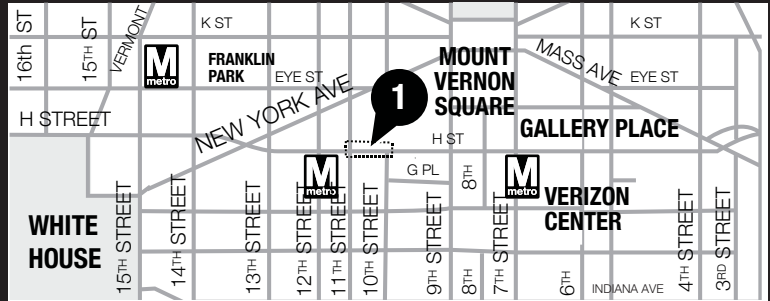 K ST
K ST
16th ST
15TH ST
VERMONT
M
metro
FRANKLIN
PARK
EYE ST
MOUNT
VERNON
SQUARE
MASS AVE
EYE ST
H STREET
NEW YORK AVE
1
H ST
GALLERY PLACE
M
metro
G PL
8TH
M
metro
VERIZON
CENTER
WHITE
HOUSE
15TH STREET
14TH STREET
13TH STREET
12TH STREET
11TH STREET
10TH STREET
9TH STREET
8TH
7TH STREET
6TH
INDIANA AVE
4TH STREET
3RD STREET